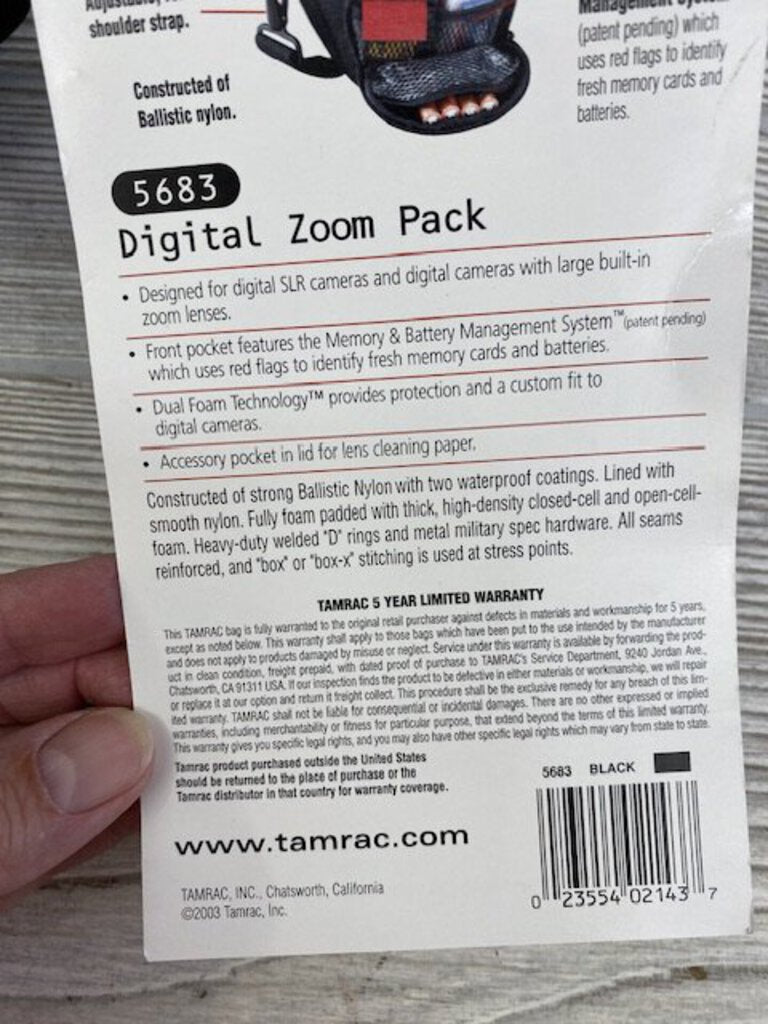 Adjustable,
shoulder strap.
Constructed of
Ballistic nylon.
Management System
(patent pending) which
uses red flags to identify
fresh memory cards and
batteries.
5683
Digital Zoom Pack
• Designed for digital SLR cameras and digital cameras with large built-in
zoom lenses.
• Front pocket features the Memory & Battery Management System™ (patent pending)
which uses red flags to identify fresh memory cards and batteries.
• Dual Foam Technology™ provides protection and a custom fit to
digital cameras.
• Accessory pocket in lid for lens cleaning paper.
Constructed of strong Ballistic Nylon with two waterproof coatings. Lined with
smooth nylon. Fully foam padded with thick, high-density closed-cell and open-cell-
foam. Heavy-duty welded "D" rings and metal military spec hardware. All seams
reinforced, and "box" or "box-x" stitching is used at stress points.
TAMRAC 5 YEAR LIMITED WARRANTY
This TAMRAC bag is fully warranted to the original retail purchaser against defects in materials and workmanship for 5 years,
except as noted below. This warranty shall apply to those bags which have been put to the use intended by the manufacturer
and does not apply to products damaged by misuse or neglect. Service under this warranty is available by forwarding the prod-
uct in clean condition, freight prepaid, with dated proof of purchase to TAMRAC's Service Department, 9240 Jordan Ave.,
Chatsworth, CA 91311 USA. If our inspection finds the product to be defective in either materials or workmanship, we will repair
or replace it at our option and return it freight collect. This procedure shall be the exclusive remedy for any breach of this lim-
ited warranty. TAMRAC shall not be liable for consequential or incidental damages. There are no other expressed or implied
warranties, including merchantability or fitness for particular purpose, that extend beyond the terms of this limited warranty.
This warranty gives you specific legal rights, and you may also have other specific legal rights which may vary from state to state.
Tamrac product purchased outside the United States
should be returned to the place of purchase or the
Tamrac distributor in that country for warranty coverage.
5683 BLACK
www.tamrac.com
TAMRAC, INC., Chatsworth, California
©2003 Tamrac, Inc.
0 23554 02143 7